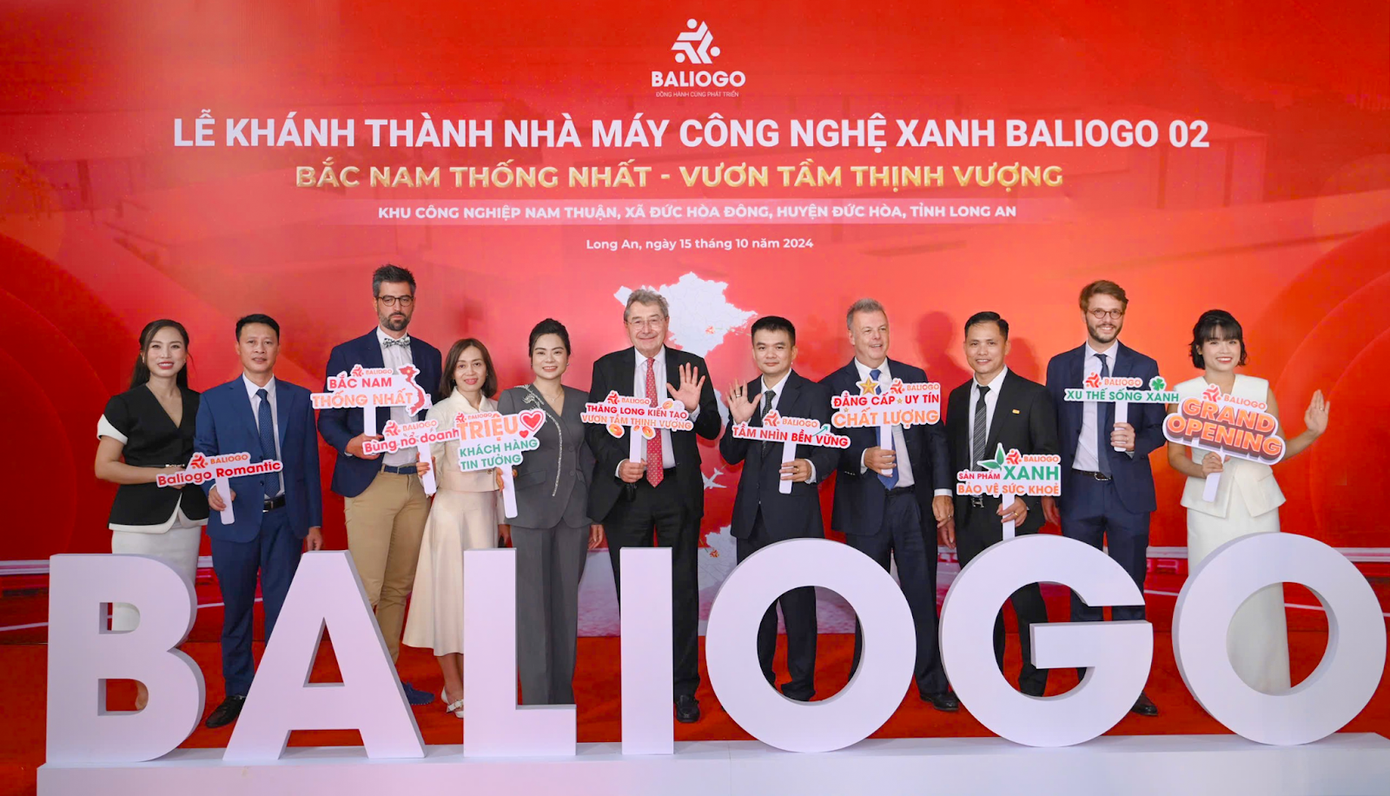 BALIOGO
ĐỒNG HÀNH CÙNG PHÁT TRIỂN
LỄ KHÁNH THÀNH NHÀ MÁY CÔNG NGHỆ XANH BALIOGO 02
BẮC NAM THỐNG NHẤT - VƯƠN TẦM THỊNH VƯỢNG
KHU CÔNG NGHIỆP NAM THUẬN, XÃ ĐỨC HÒA ĐÔNG, HUYỆN ĐỨC HÒA, TỈNH LONG AN
Long An, ngày 15 tháng 10 năm 2024
BALIOGO
Baliogo Romantic
BALIOGO
BẮC NAM
THỐNG NHẤT
BALIOGO
Bùng nổ doanh
TRIỆU
KHÁCH HÀNG
TIN TƯỞNG
BALIOGO
THĂNG LONG KIẾN TẠO
VƯƠN TẦM THỊNH VƯỢNG
BALIOGO
TẦM NHÌN BỀN VỮNG
BALIOGO
ĐẲNG CẤP UY TÍN
CHẤT LƯỢNG
BALIOGO
SẢN PHẨM XANH
BẢO VỆ SỨC KHOẺ
BALIOGO
XU THẾ SỐNG XANH
BALIOGO
GRAND
OPENING
BALIOGO